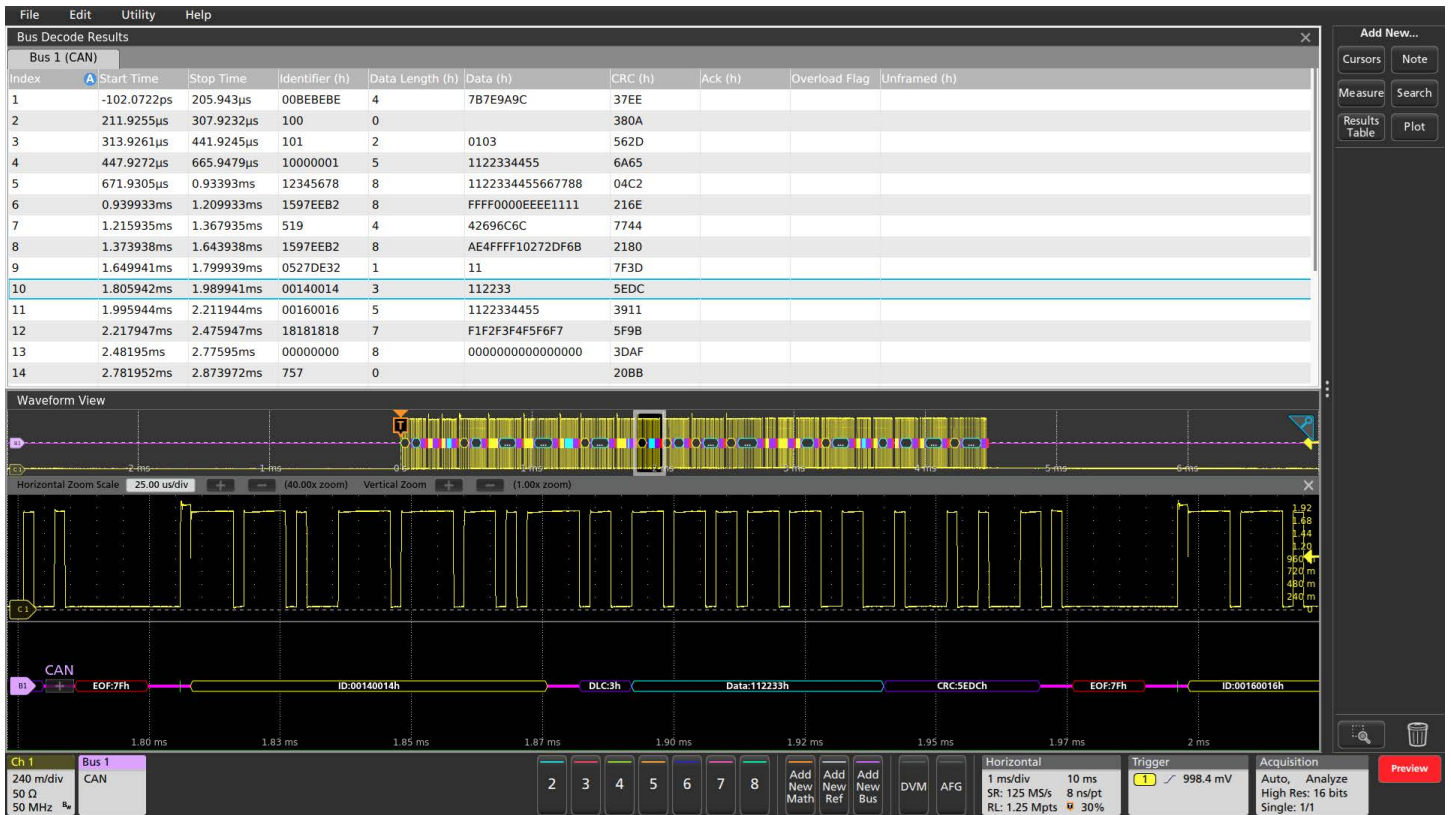 File Edit Utility Help
Bus Decode Results
Bus 1 (CAN)
Index A Start Time Stop Time Identifier (h) Data Length (h) Data (h) CRC (h) Ack (h) Overload Flag Unframed (h)
1 -102.0722ps 205.943µs 00BEBEBE 4 7B7E9A9C 37EE
2 211.9255µs 307.9232µs 100 0 380A
3 313.9261µs 441.9245µs 101 2 0103 562D
4 447.9272µs 665.9479µs 10000001 5 1122334455 6A65
5 671.9305µs 0.93393ms 12345678 8 1122334455667788 04C2
6 0.939933ms 1.209933ms 1597EEB2 8 FFFF0000EEEE1111 216E
7 1.215935ms 1.367935ms 519 4 42696C6C 7744
8 1.373938ms 1.643938ms 1597EEB2 8 AE4FFFF10272DF6B 2180
9 1.649941ms 1.799939ms 0527DE32 1 11 7F3D
10 1.805942ms 1.989941ms 00140014 3 112233 5EDC
11 1.995944ms 2.211944ms 00160016 5 1122334455 3911
12 2.217947ms 2.475947ms 18181818 7 F1F2F3F4F5F6F7 5F9B
13 2.48195ms 2.77595ms 00000000 8 0000000000000000 3DAF
14 2.781952ms 2.873972ms 757 0 20BB
Waveform View
T
B1
C1 -2 ms -1 ms 0 s 1 ms 2 ms 3 ms 4 ms 5 ms 6 ms
Horizontal Zoom Scale 25.00 us/div + − (40.00x zoom) Vertical Zoom + − (1.00x zoom)
1.92
1.68
1.44
1.20
960 m
720 m
480 m
240 m
C1 0
CAN
B1 + EOF:7Fh ID:00140014h DLC:3h Data:112233h CRC:5EDCh EOF:7Fh ID:00160016h
1.80 ms 1.83 ms 1.85 ms 1.87 ms 1.90 ms 1.92 ms 1.95 ms 1.97 ms 2 ms
Add New...
Cursors Note
Measure Search
Results Table Plot
Ch 1
240 m/div
50 Ω
50 MHz Bw
Bus 1
CAN
2 3 4 5 6 7 8
Add New Math
Add New Ref
Add New Bus
DVM AFG
Horizontal
1 ms/div 10 ms
SR: 125 MS/s 8 ns/pt
RL: 1.25 Mpts T 30%
Trigger
1 998.4 mV
Acquisition
Auto, Analyze
High Res: 16 bits
Single: 1/1
Preview